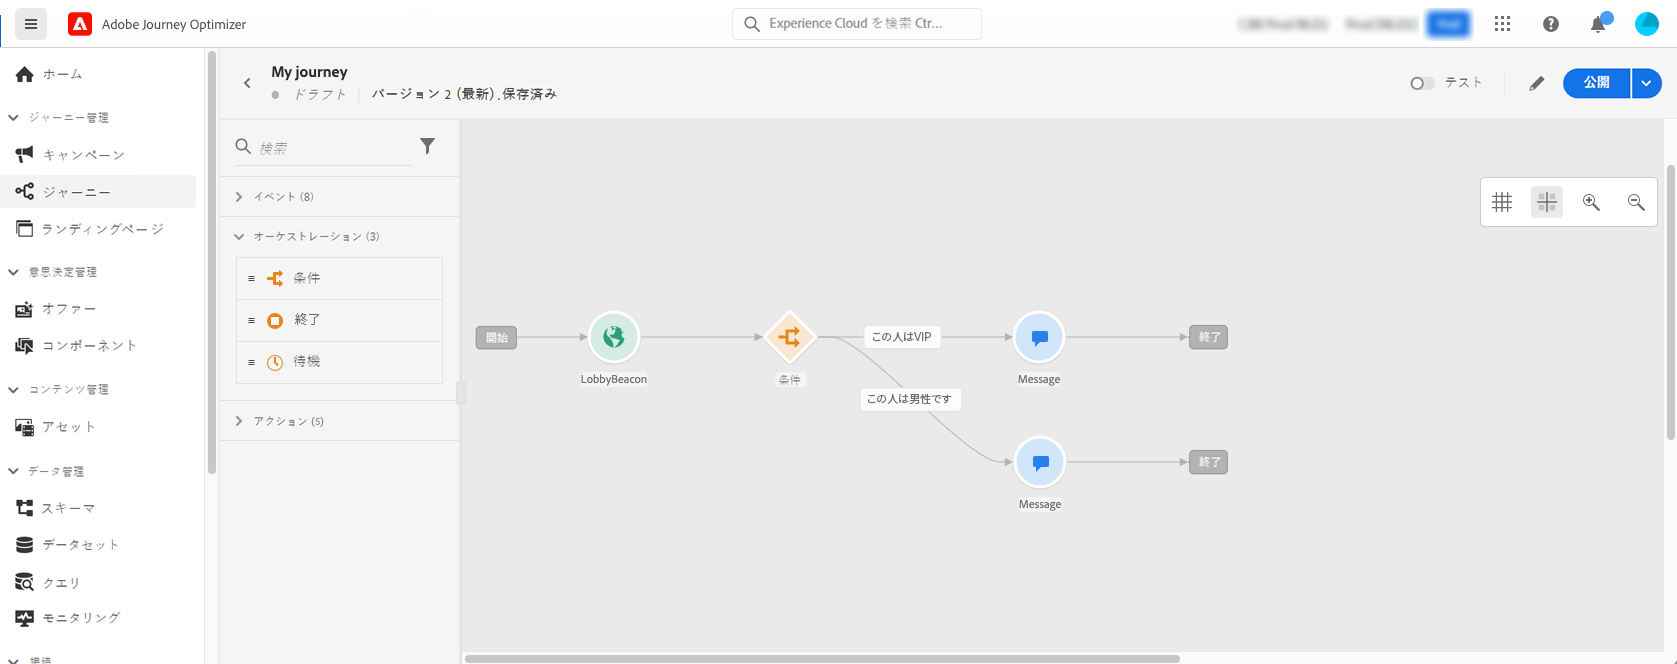 Adobe Journey Optimizer
Experience Cloud を検索 Ctr...
ホーム
ジャーニー管理
キャンペーン
ジャーニー
ランディングページ
意思決定管理
オファー
コンポーネント
コンテンツ管理
アセット
データ管理
スキーマ
データセット
クエリ
モニタリング
接続
My journey
ドラフト
バージョン 2 (最新) .保存済み
テスト
公開
検索
イベント (8)
オーケストレーション (3)
条件
終了
待機
アクション (5)
開始
LobbyBeacon
条件
この人はVIP
Message
終了
この人は男性です
Message
終了